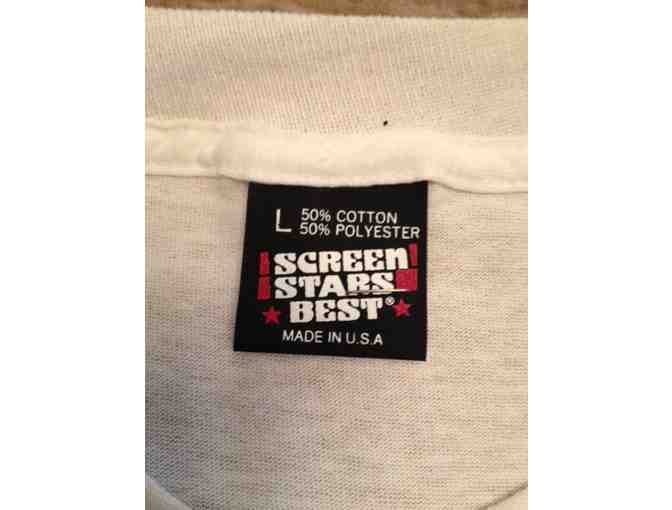 L 50% COTTON
50% POLYESTER
SCREEN
STARS
BEST®
MADE IN U.S.A